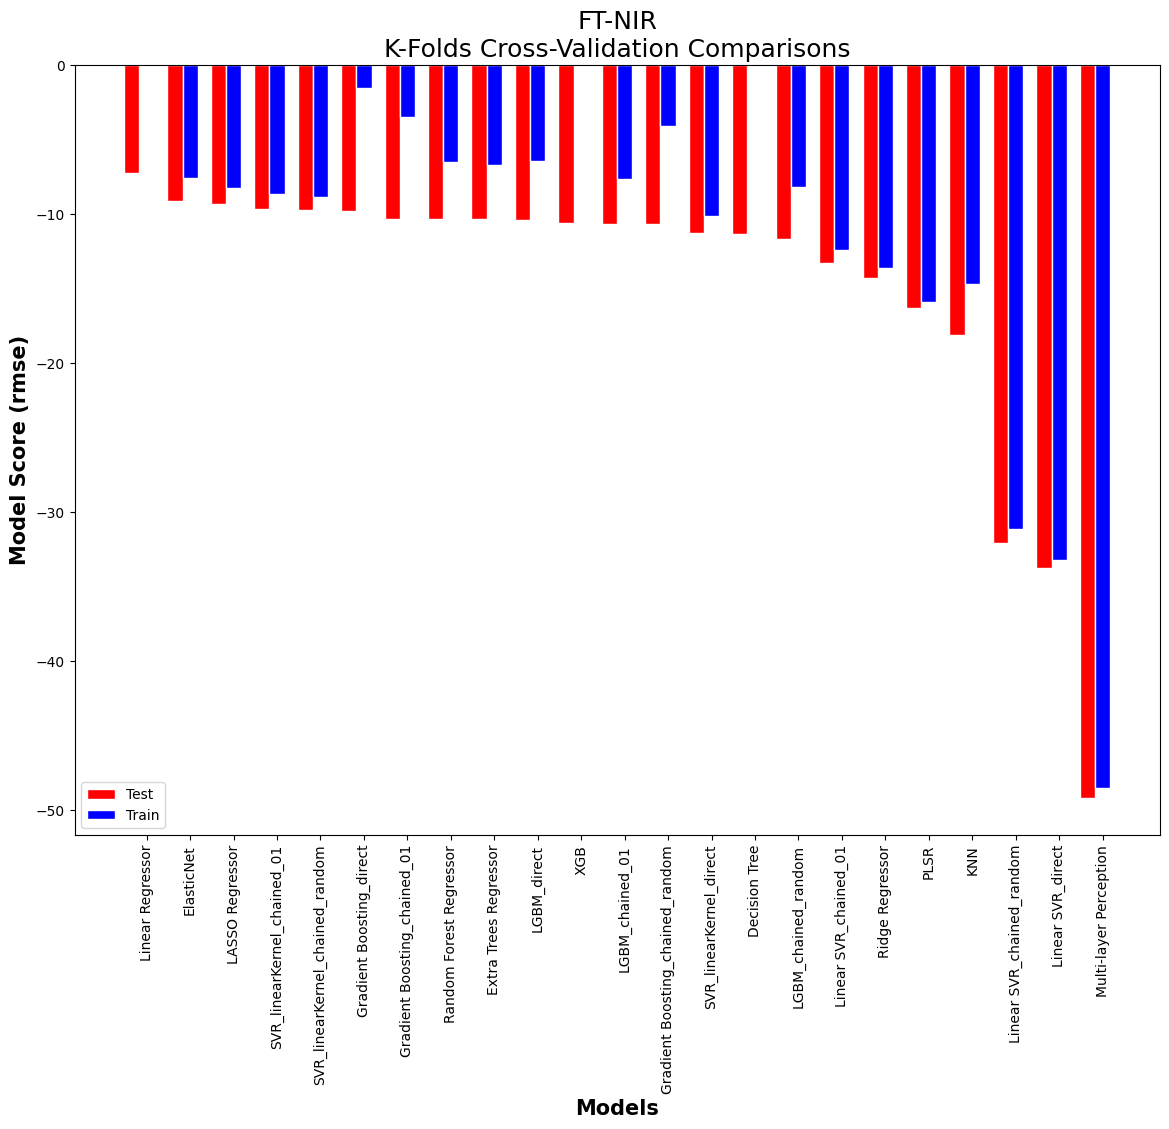 FT-NIR
K-Folds Cross-Validation Comparisons
Model Score (rmse)
0
−10
−20
−30
−40
−50
Test
Train
Linear Regressor
ElasticNet
LASSO Regressor
SVR_linearKernel_chained_01
SVR_linearKernel_chained_random
Gradient Boosting_direct
Gradient Boosting_chained_01
Random Forest Regressor
Extra Trees Regressor
LGBM_direct
XGB
LGBM_chained_01
Gradient Boosting_chained_random
SVR_linearKernel_direct
Decision Tree
LGBM_chained_random
Linear SVR_chained_01
Ridge Regressor
PLSR
KNN
Linear SVR_chained_random
Linear SVR_direct
Multi-layer Perception
Models